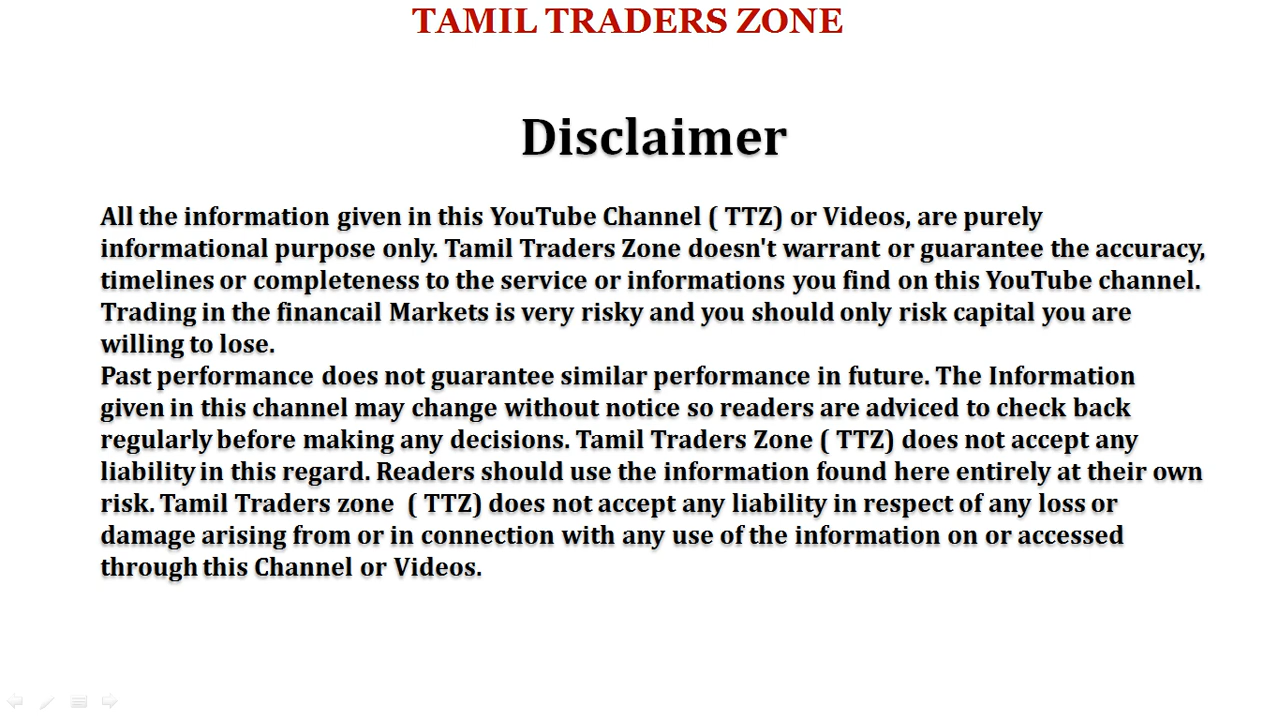 TAMIL TRADERS ZONE
Disclaimer
All the information given in this YouTube Channel ( TTZ) or Videos, are purely
informational purpose only. Tamil Traders Zone doesn't warrant or guarantee the accuracy,
timelines or completeness to the service or informations you find on this YouTube channel.
Trading in the financail Markets is very risky and you should only risk capital you are
willing to lose.
Past performance does not guarantee similar performance in future. The Information
given in this channel may change without notice so readers are adviced to check back
regularly before making any decisions. Tamil Traders Zone ( TTZ) does not accept any
liability in this regard. Readers should use the information found here entirely at their own
risk. Tamil Traders zone  ( TTZ) does not accept any liability in respect of any loss or
damage arising from or in connection with any use of the information on or accessed
through this Channel or Videos.